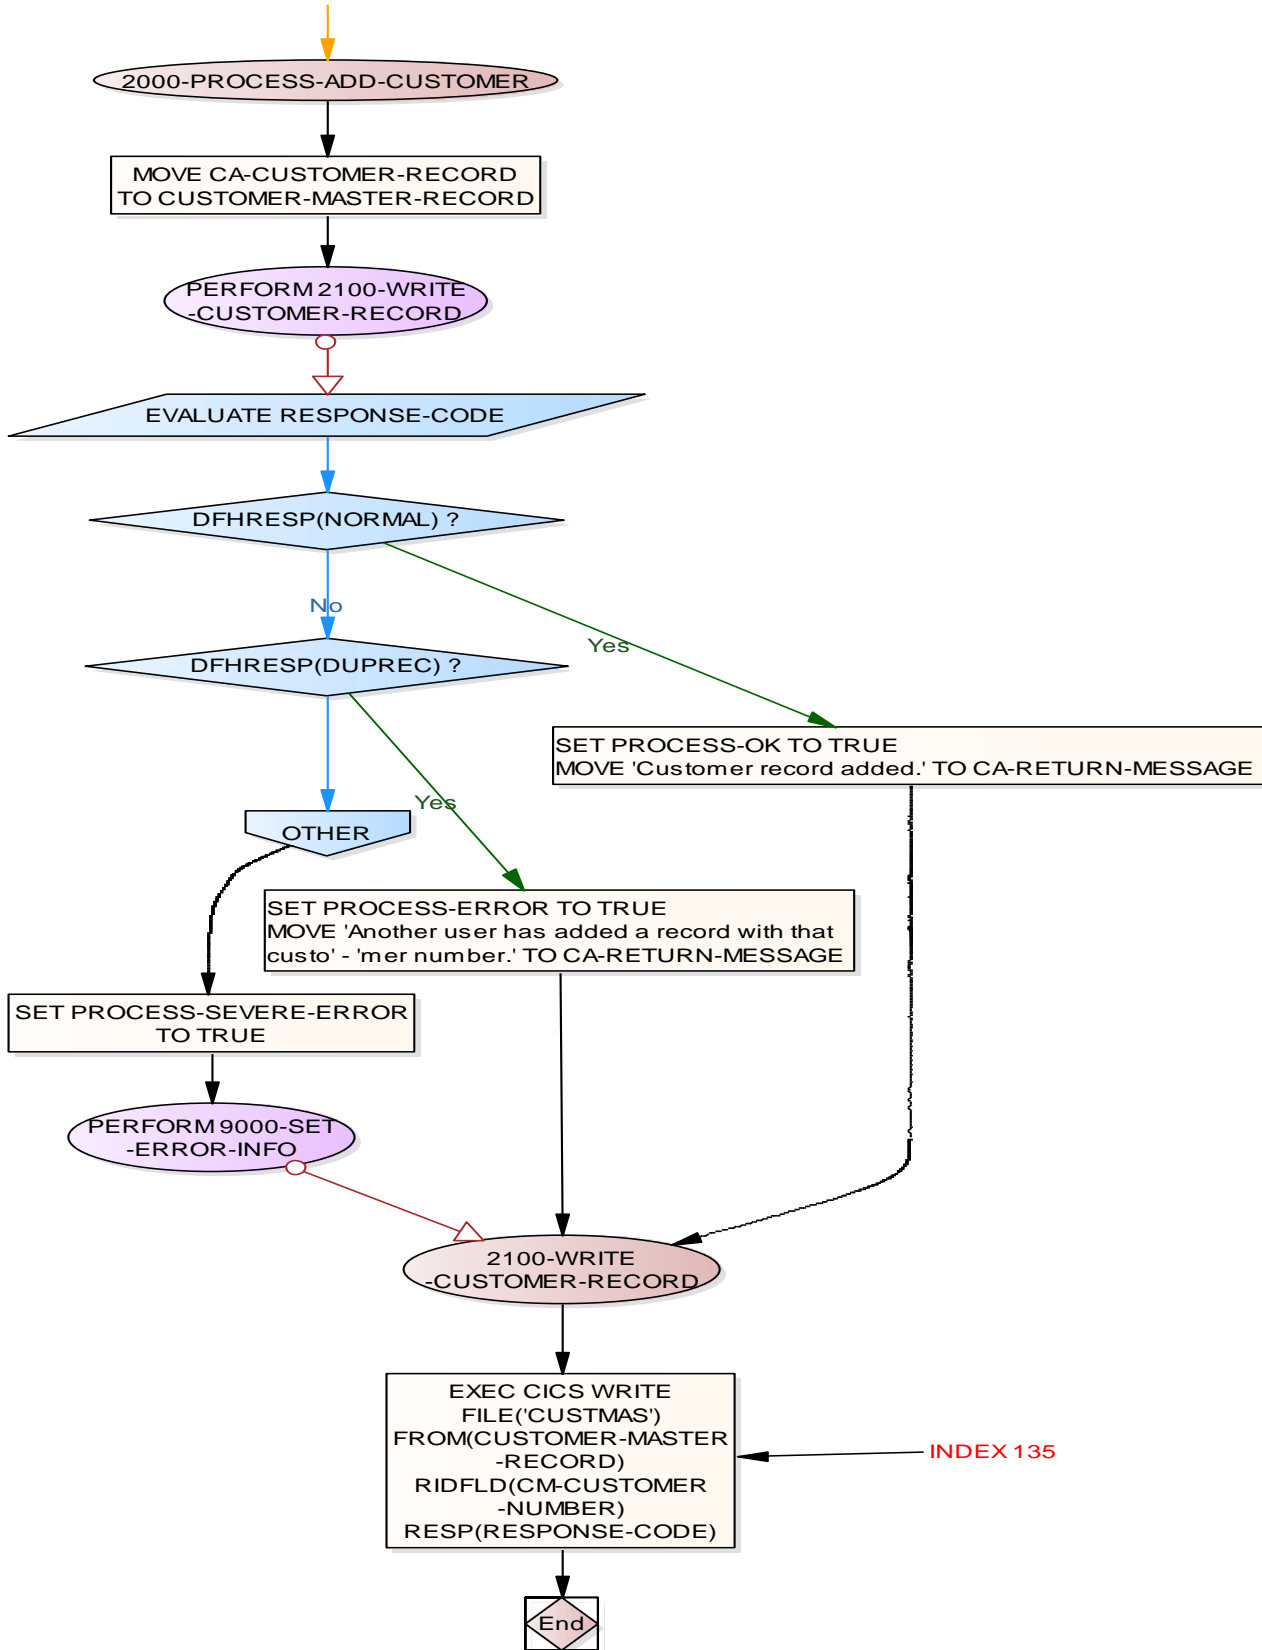 2000-PROCESS-ADD-CUSTOMER
MOVE CA-CUSTOMER-RECORD
TO CUSTOMER-MASTER-RECORD
PERFORM 2100-WRITE
-CUSTOMER-RECORD
EVALUATE RESPONSE-CODE
DFHRESP(NORMAL) ?
No
Yes
DFHRESP(DUPREC) ?
SET PROCESS-OK TO TRUE
MOVE 'Customer record added.' TO CA-RETURN-MESSAGE
Yes
OTHER
SET PROCESS-ERROR TO TRUE
MOVE 'Another user has added a record with that
custo' - 'mer number.' TO CA-RETURN-MESSAGE
SET PROCESS-SEVERE-ERROR
TO TRUE
PERFORM 9000-SET
-ERROR-INFO
2100-WRITE
-CUSTOMER-RECORD
EXEC CICS WRITE
FILE('CUSTMAS')
FROM(CUSTOMER-MASTER
-RECORD)
RIDFLD(CM-CUSTOMER
-NUMBER)
RESP(RESPONSE-CODE)
INDEX 135
End